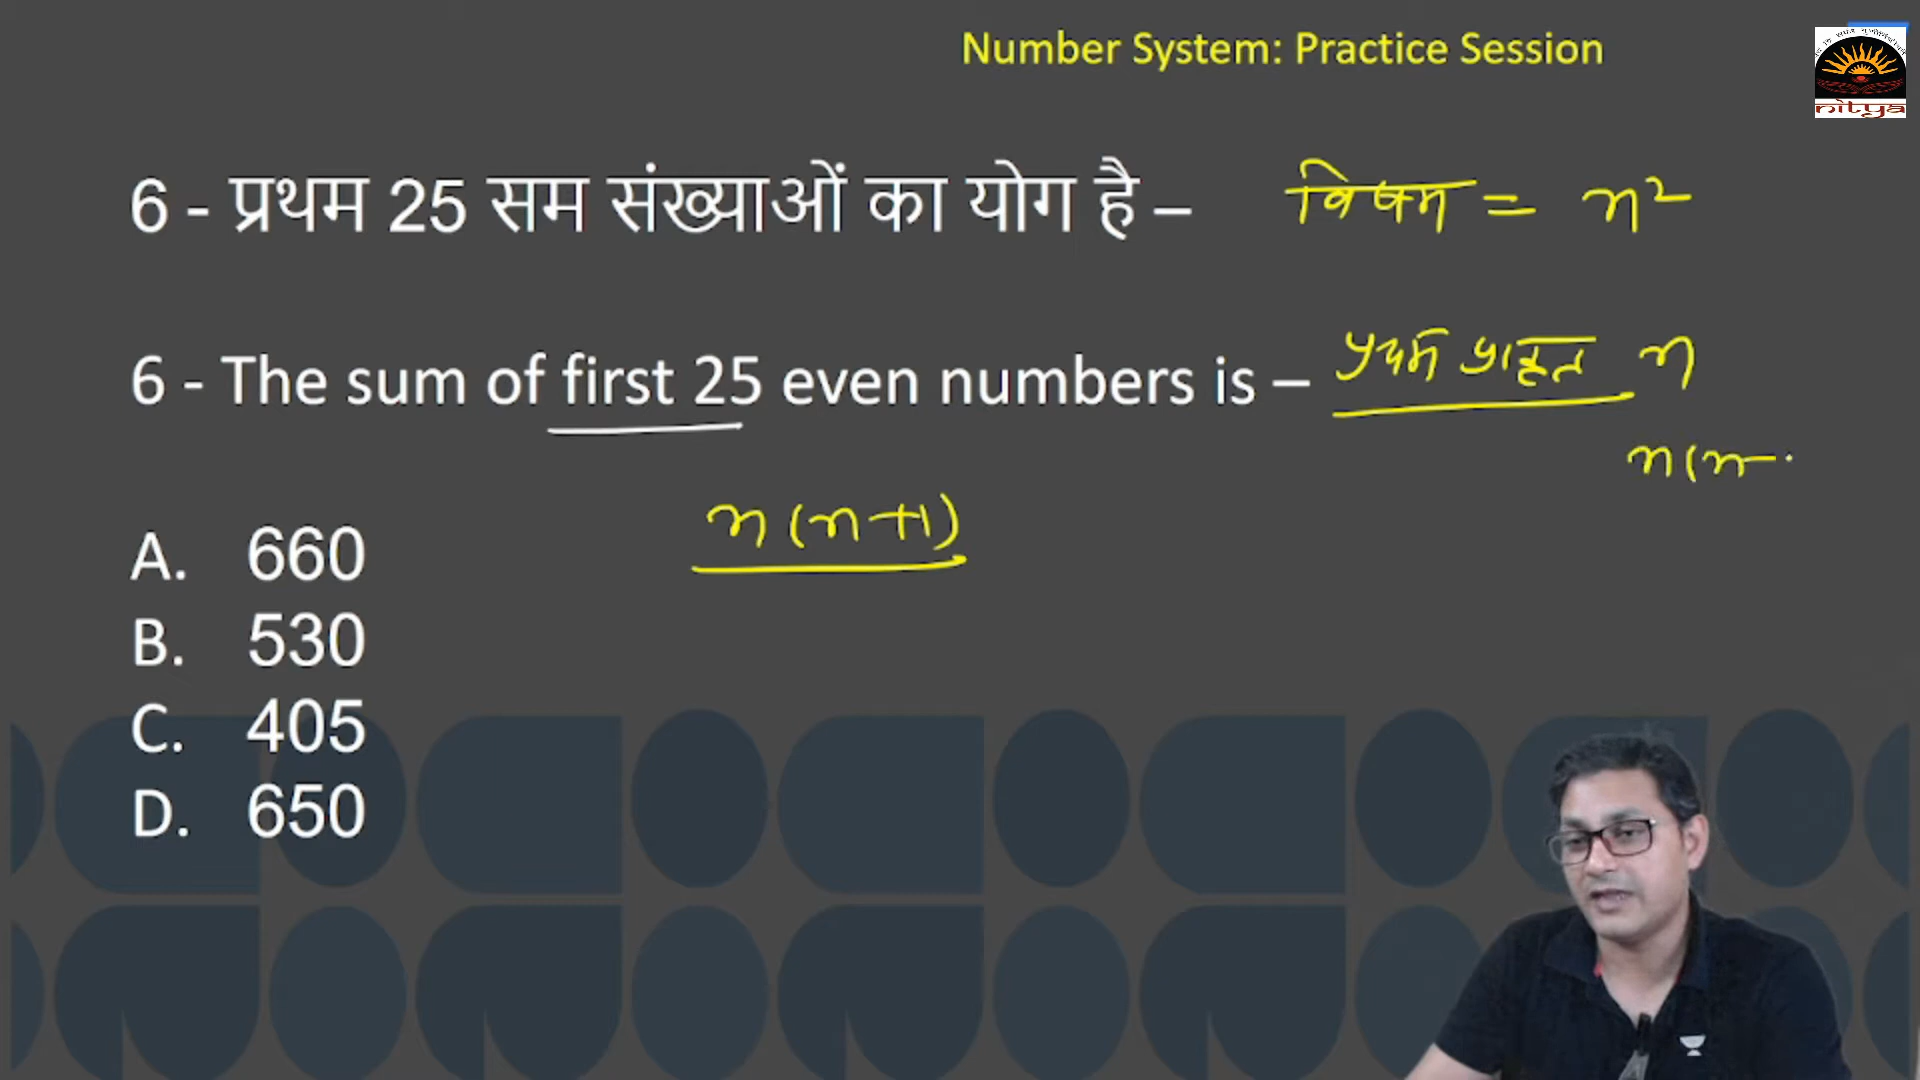 Number System: Practice Session
nitya
6 - प्रथम 25 सम संख्याओं का योग है –
विषम = n²
6 - The sum of first 25 even numbers is –
प्रथम प्राकृत n
n(n-
n(n+1)
A. 660
B. 530
C. 405
D. 650